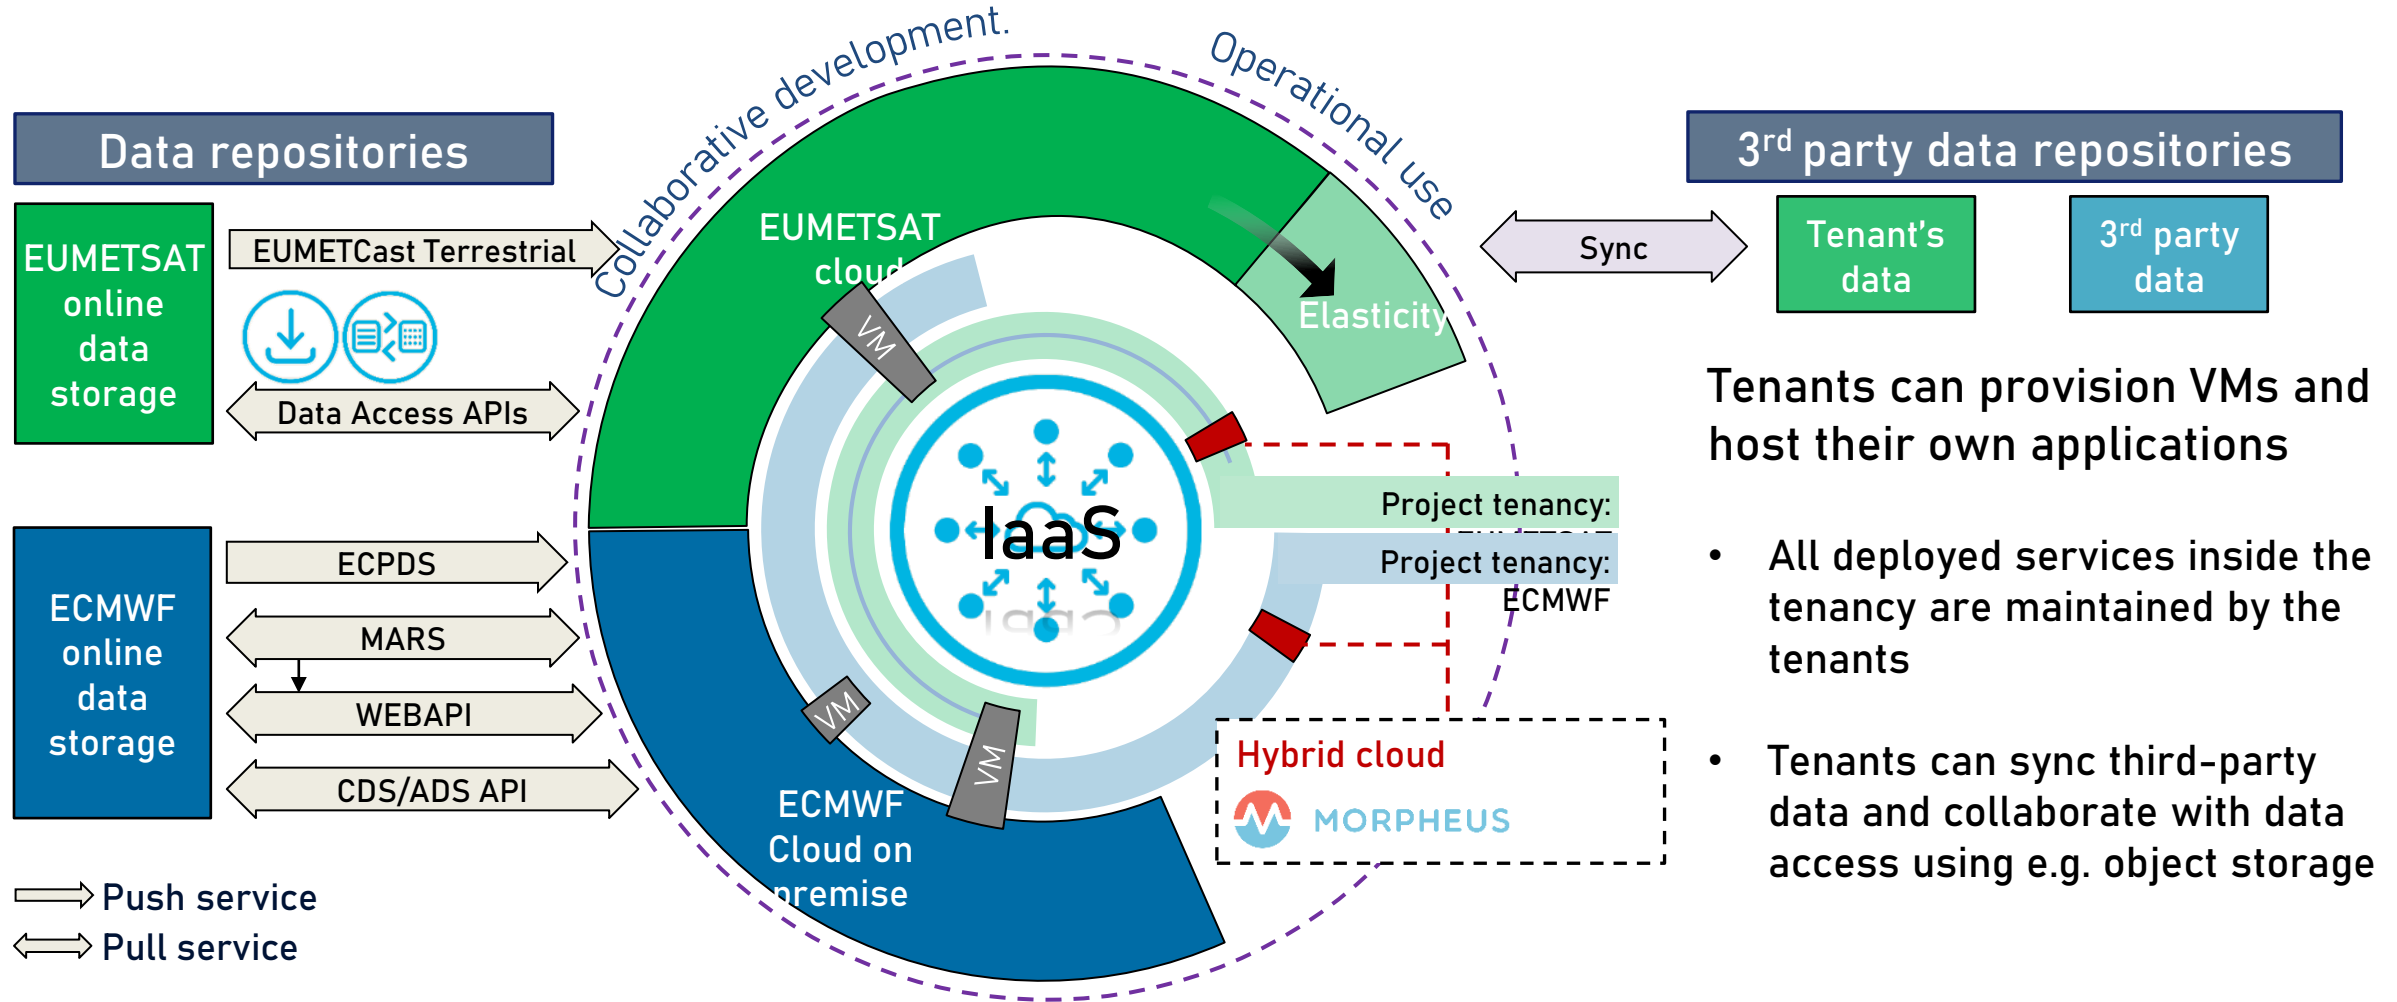 Collaborative development.
Operational use
Data repositories
EUMETSAT
online
data
storage
EUMETCast Terrestrial
Data Access APIs
ECMWF
online
data
storage
ECPDS
MARS
WEBAPI
CDS/ADS API
Push service
Pull service
EUMETSAT
cloud
Elasticity
VM
IaaS
VM
VM
ECMWF
Cloud on
premise
Project tenancy:
EUMETSAT
Project tenancy:
ECMWF
Hybrid cloud
MORPHEUS
Sync
3rd party data repositories
Tenant's
data
3rd party
data
Tenants can provision VMs and
host their own applications
• All deployed services inside the
tenancy are maintained by the
tenants
• Tenants can sync third-party
data and collaborate with data
access using e.g. object storage